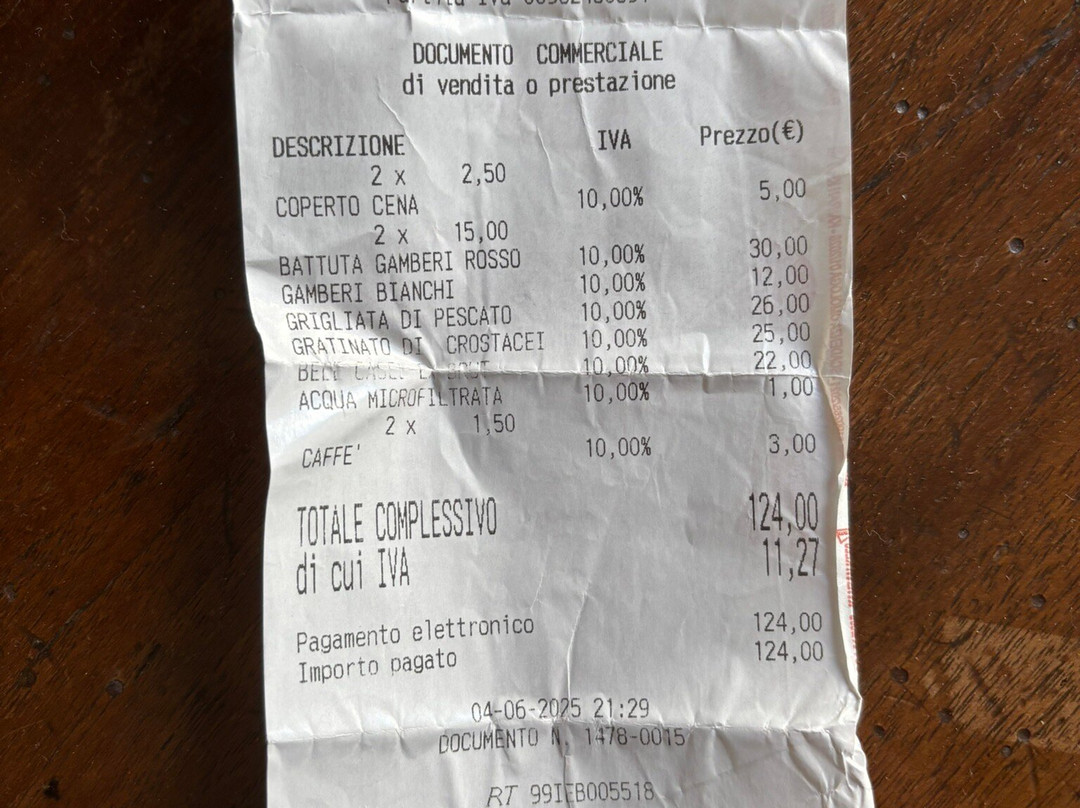 DOCUMENTO COMMERCIALE
di vendita o prestazione
DESCRIZIONE IVA Prezzo(€)
2 x 2,50
COPERTO CENA 10,00% 5,00
2 x 15,00
BATTUTA GAMBERI ROSSO 10,00% 30,00
GAMBERI BIANCHI 10,00% 12,00
GRIGLIATA DI PESCATO 10,00% 26,00
GRATINATO DI CROSTACEI 10,00% 25,00
10,00% 22,00
ACQUA MICROFILTRATA 10,00% 1,00
2 x 1,50
CAFFE' 10,00% 3,00
TOTALE COMPLESSIVO 124,00
di cui IVA 11,27
Pagamento elettronico 124,00
Importo pagato 124,00
04-06-2025 21:29
DOCUMENTO N. 1478-0015
RT 99IEB005518